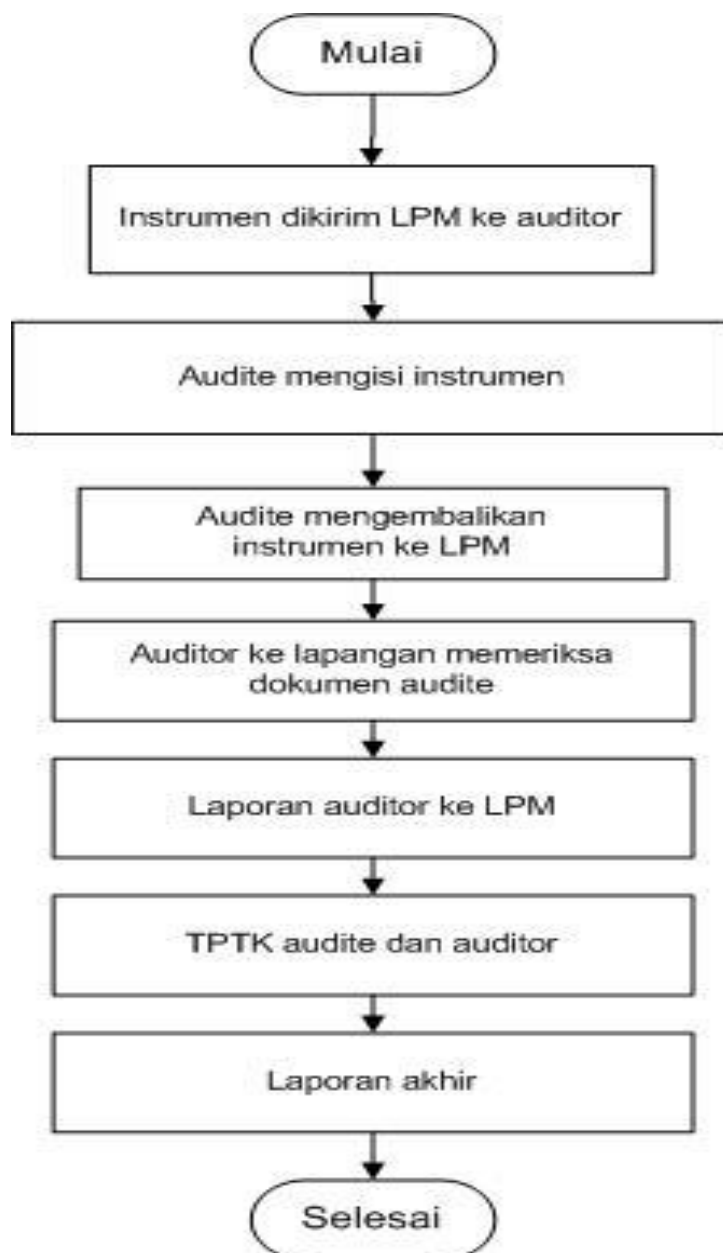 Mulai
Instrumen dikirim LPM ke auditor
Audite mengisi instrumen
Audite mengembalikan
instrumen ke LPM
Auditor ke lapangan memeriksa
dokumen audite
Laporan auditor ke LPM
TPTK audite dan auditor
Laporan akhir
Selesai